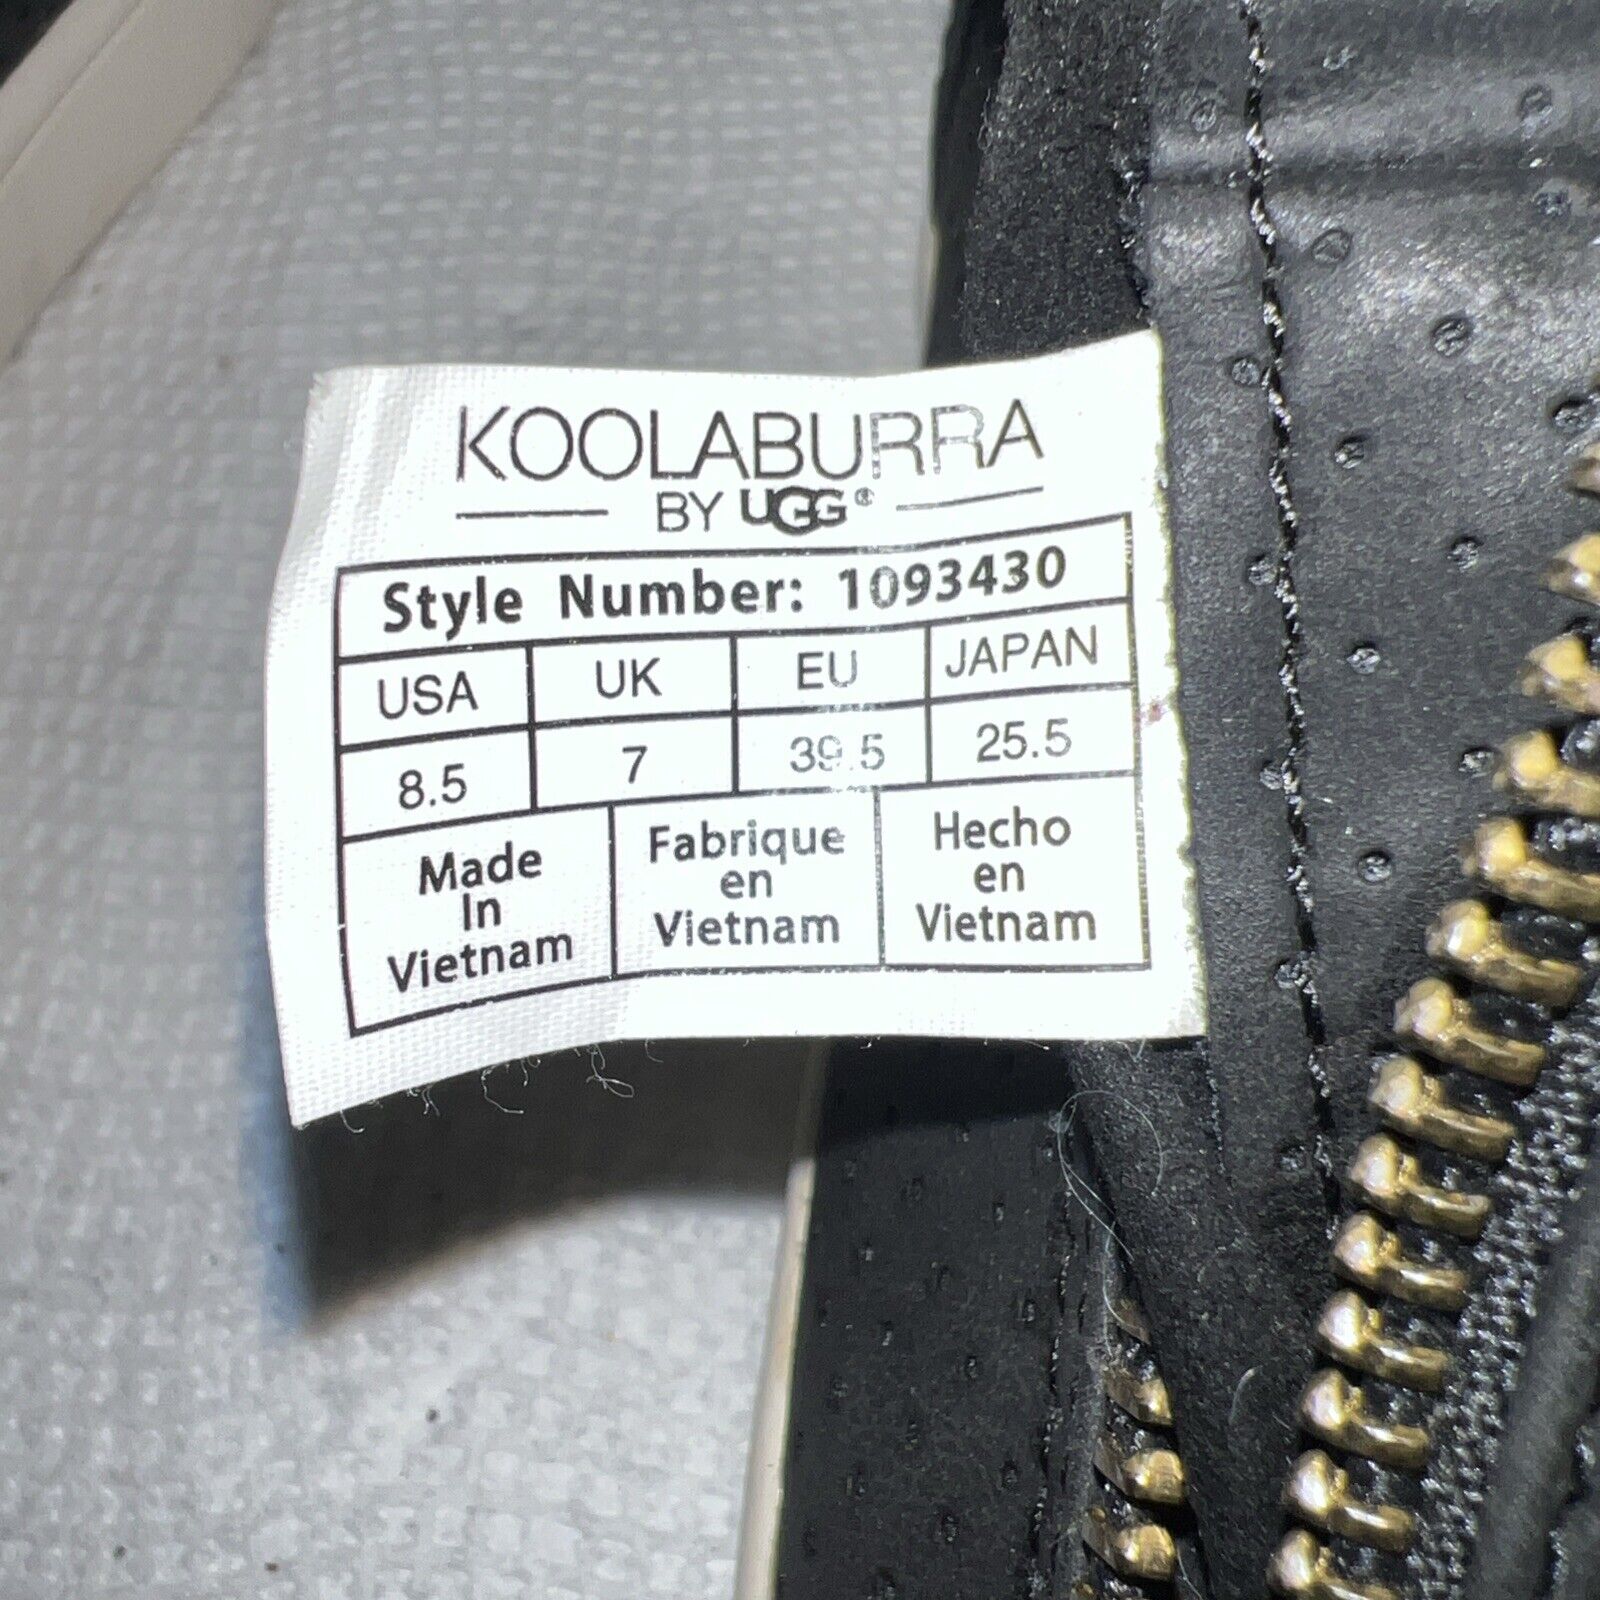 KOOLABURRA
BY UGG®
Style Number: 1093430
USA UK EU JAPAN
8.5 7 39.5 25.5
Made
In
Vietnam
Fabrique
en
Vietnam
Hecho
en
Vietnam